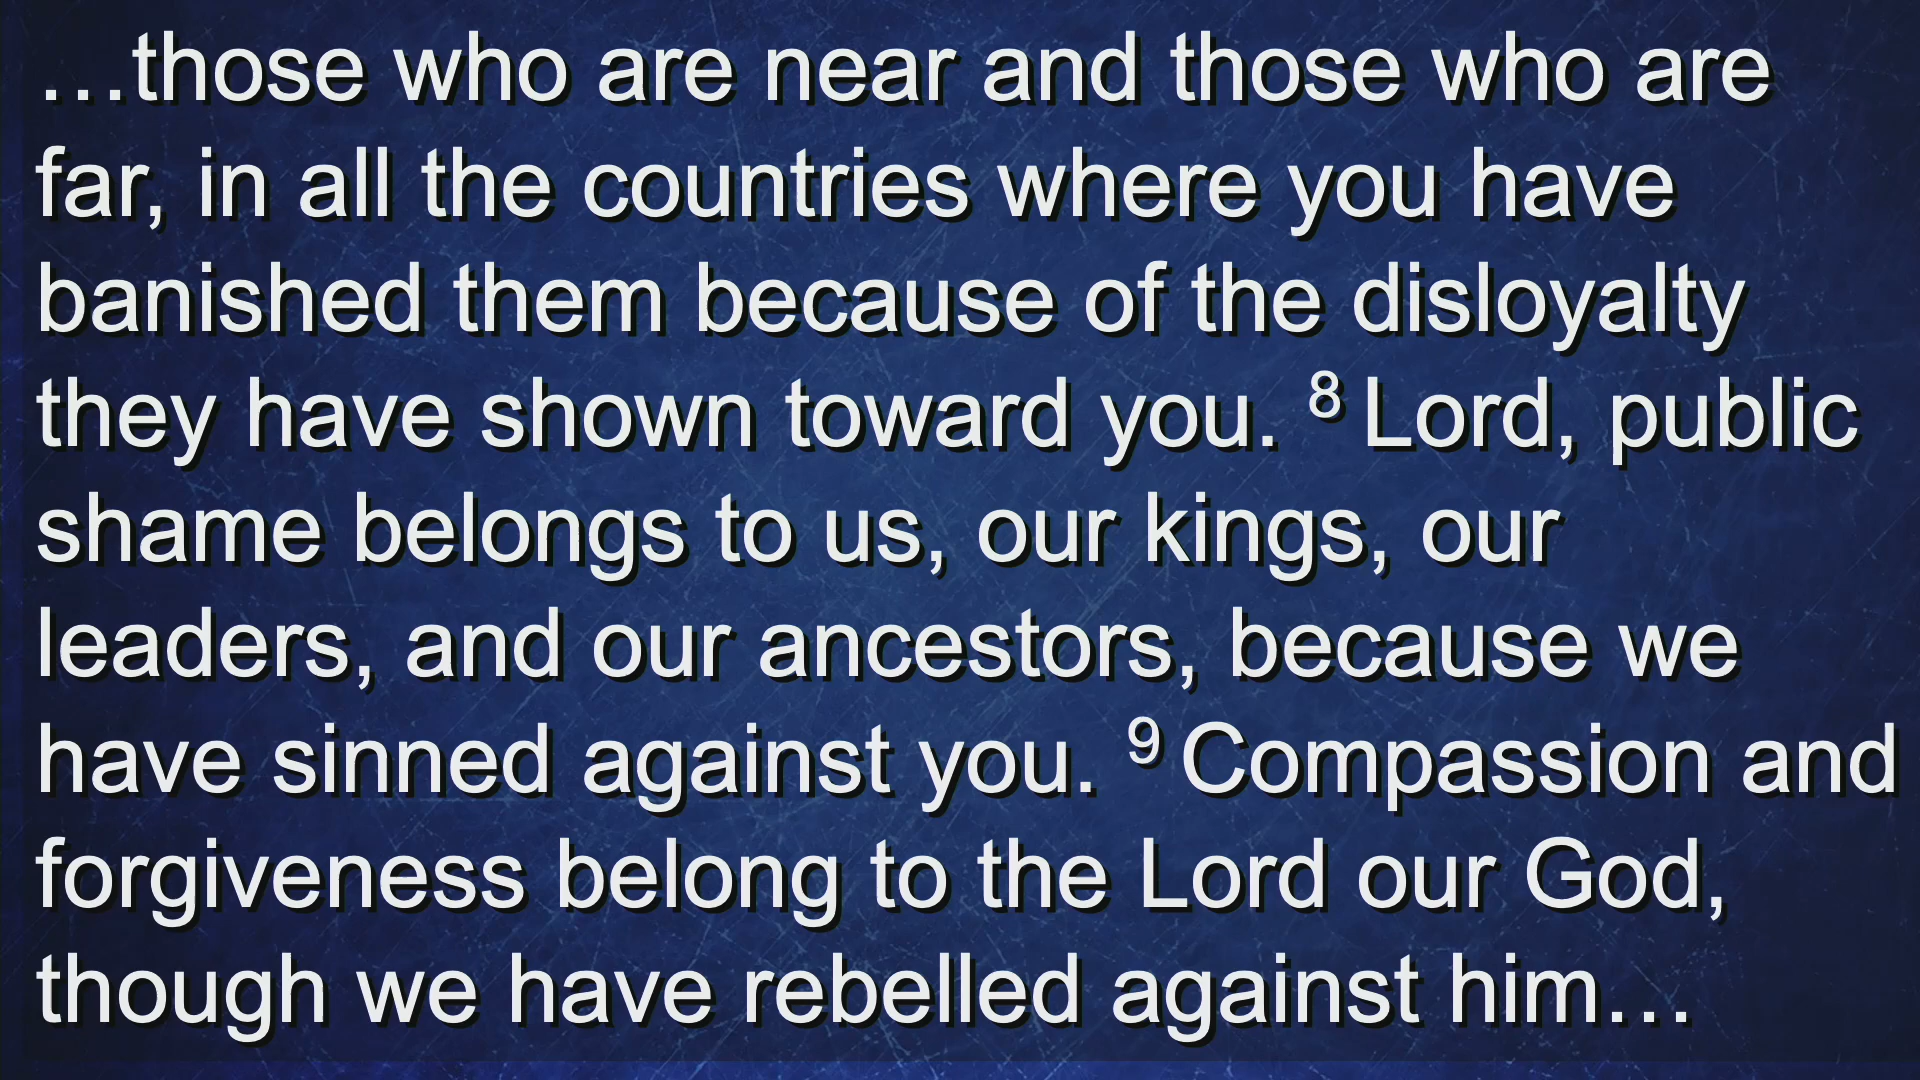 …those who are near and those who are
far, in all the countries where you have
banished them because of the disloyalty
they have shown toward you. ⁸ Lord, public
shame belongs to us, our kings, our
leaders, and our ancestors, because we
have sinned against you. ⁹ Compassion and
forgiveness belong to the Lord our God,
though we have rebelled against him…